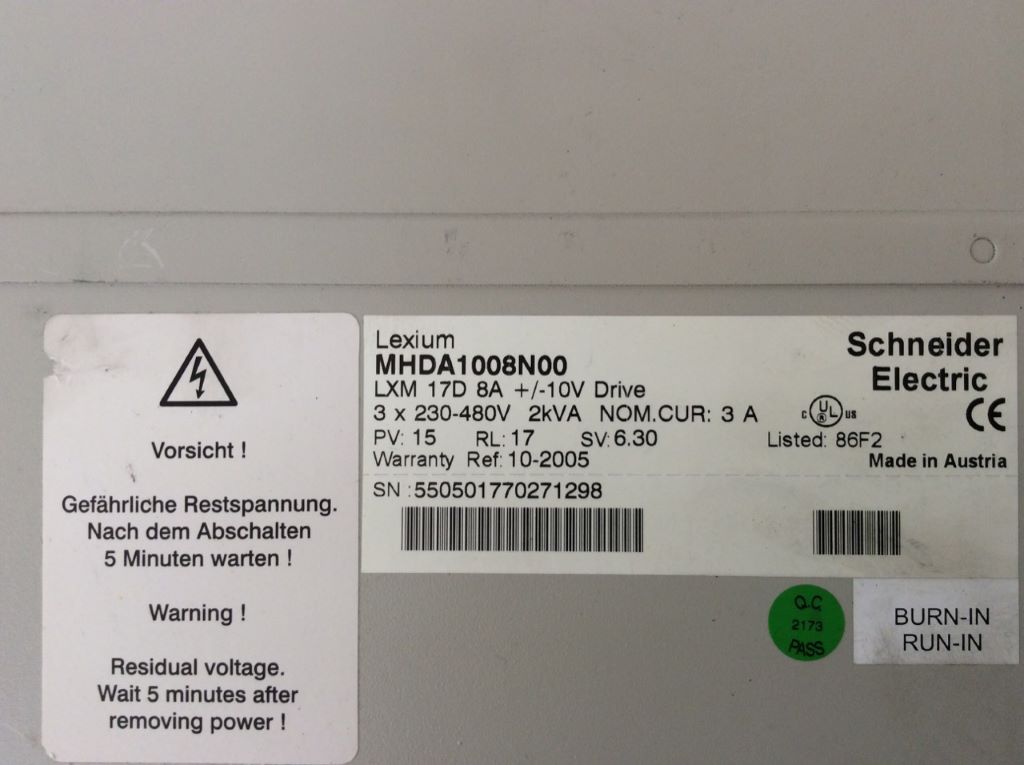 Vorsicht !
Gefährliche Restspannung.
Nach dem Abschalten
5 Minuten warten !
Warning !
Residual voltage.
Wait 5 minutes after
removing power !
Lexium
MHDA1008N00
LXM 17D 8A +/-10V Drive
3 x 230-480V 2kVA NOM.CUR: 3 A
PV: 15 RL: 17 SV: 6.30
Warranty Ref: 10-2005
SN : 550501770271298
Schneider
Electric
C UL US CE
Listed: 86F2
Made in Austria
Q.C
2173
PASS
BURN-IN
RUN-IN